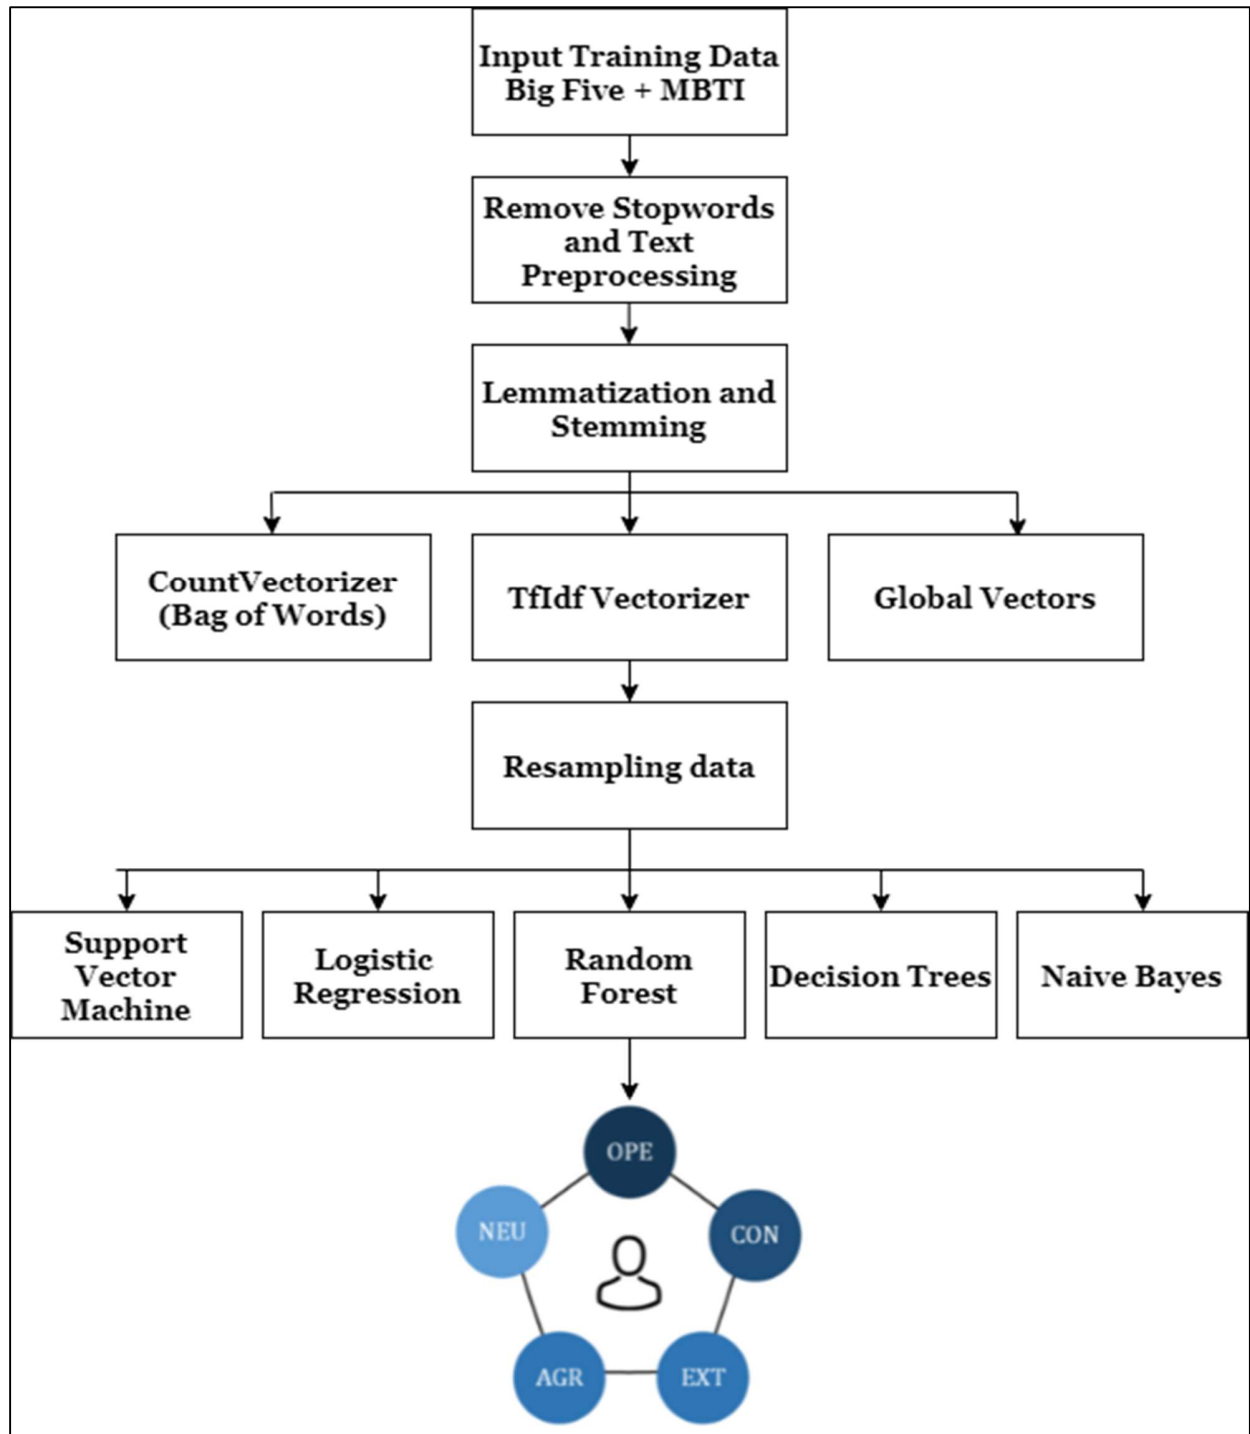 Input Training Data
Big Five + MBTI
Remove Stopwords
and Text
Preprocessing
Lemmatization and
Stemming
CountVectorizer
(Bag of Words)
TfIdf Vectorizer
Global Vectors
Resampling data
Support
Vector
Machine
Logistic
Regression
Random
Forest
Decision Trees
Naive Bayes
OPE
NEU
CON
AGR
EXT